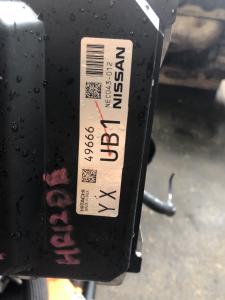 NISSAN
NEC043-012
UB1
49666
YX
HITACHI
HR12DE